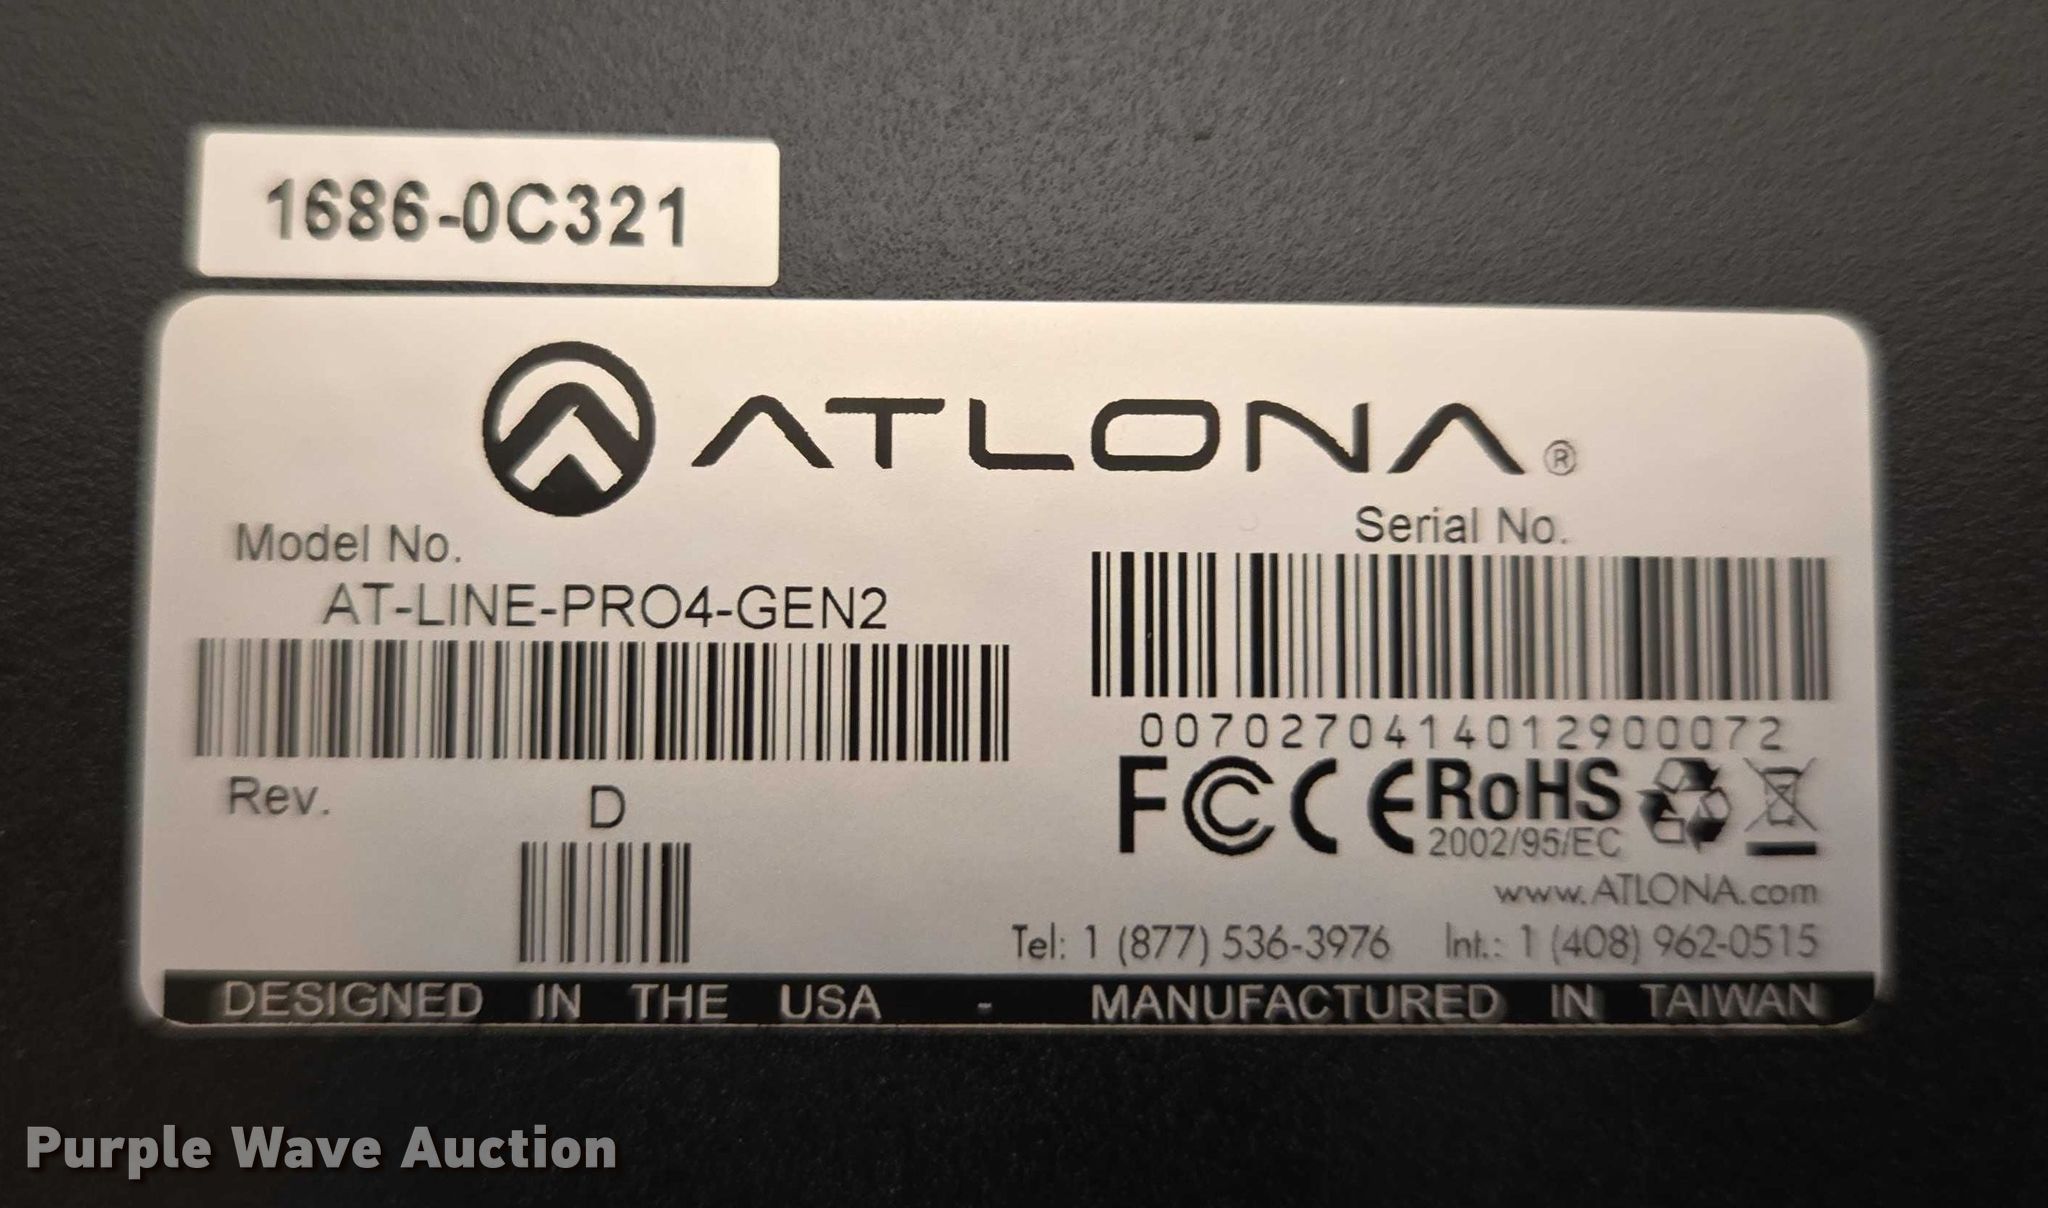 1686-0C321
ATLONA®
Model No.
AT-LINE-PRO4-GEN2
Serial No.
0070270414012900072
Rev. D
FC CE RoHS
2002/95/EC
www.ATLONA.com
Tel: 1 (877) 536-3976 Int.: 1 (408) 962-0515
DESIGNED IN THE USA - MANUFACTURED IN TAIWAN
Purple Wave Auction